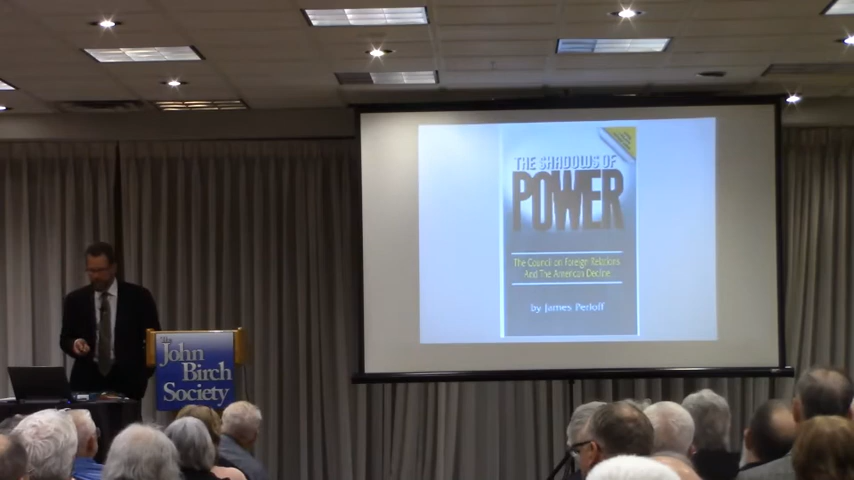 THE SHADOWS OF
POWER
The Council on Foreign Relations
And The American Decline
by James Perloff
The
John
Birch
Society